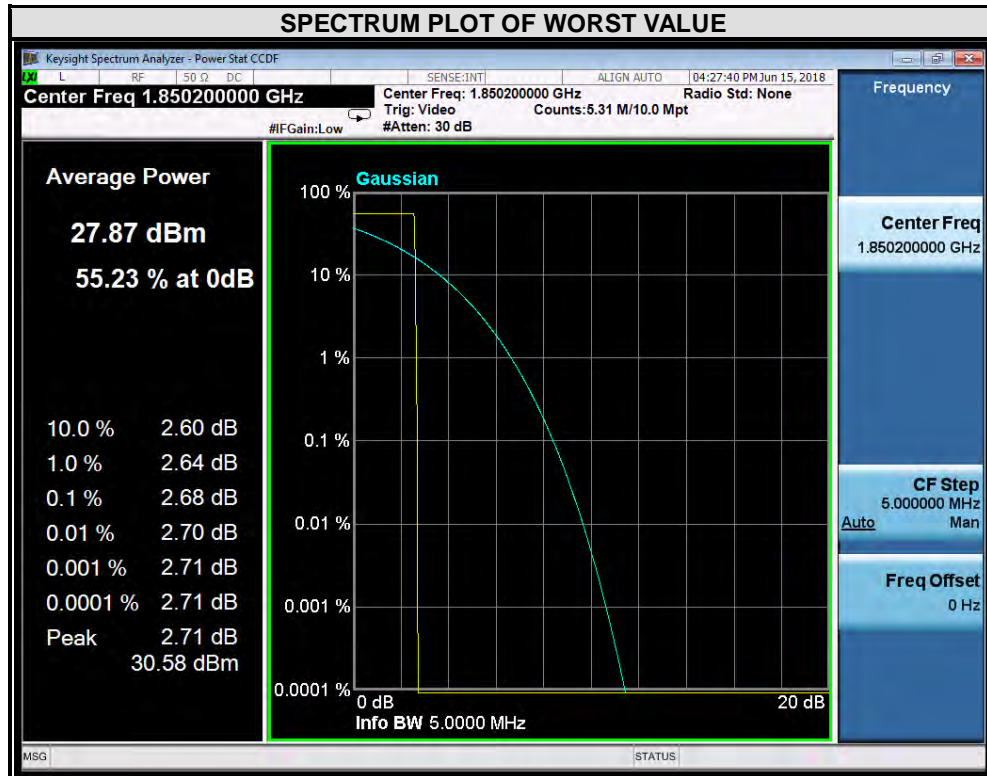 SPECTRUM PLOT OF WORST VALUE
Keysight Spectrum Analyzer - Power Stat CCDF
LXI L RF 50 Ω DC SENSE:INT ALIGN AUTO 04:27:40 PM Jun 15, 2018
Center Freq 1.850200000 GHz
Center Freq: 1.850200000 GHz Radio Std: None
Trig: Video Counts:5.31 M/10.0 Mpt
#IFGain:Low #Atten: 30 dB
Frequency
Average Power
27.87 dBm
55.23 % at 0dB
10.0 % 2.60 dB
1.0 % 2.64 dB
0.1 % 2.68 dB
0.01 % 2.70 dB
0.001 % 2.71 dB
0.0001 % 2.71 dB
Peak 2.71 dB
30.58 dBm
Gaussian
100 %
10 %
1 %
0.1 %
0.01 %
0.001 %
0.0001 %
0 dB 20 dB
Info BW 5.0000 MHz
Center Freq
1.850200000 GHz
CF Step
5.000000 MHz
Auto Man
Freq Offset
0 Hz
MSG STATUS